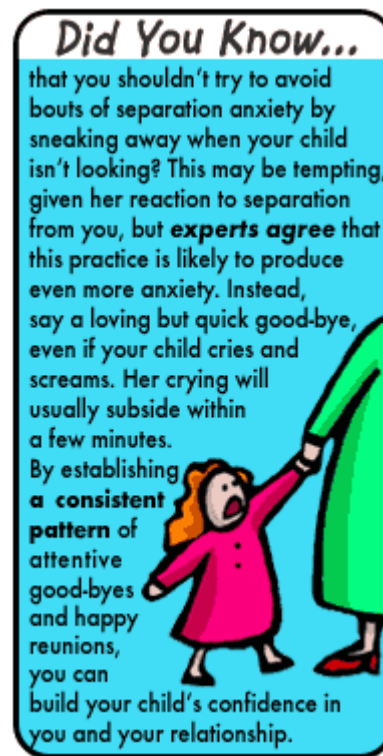 Did You Know...
that you shouldn't try to avoid
bouts of separation anxiety by
sneaking away when your child
isn't looking? This may be tempting,
given her reaction to separation
from you, but experts agree that
this practice is likely to produce
even more anxiety. Instead,
say a loving but quick good-bye,
even if your child cries and
screams. Her crying will
usually subside within
a few minutes.
By establishing
a consistent
pattern of
attentive
good-byes
and happy
reunions,
you can
build your child's confidence in
you and your relationship.